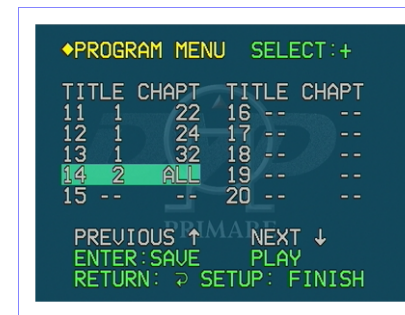 ◆PROGRAM MENU SELECT:+
TITLE CHAPT TITLE CHAPT
11 1 22 16 -- --
12 1 24 17 -- --
13 1 32 18 -- --
14 2 ALL 19 -- --
15 -- -- 20 -- --
PRIMARE
PREVIOUS ↑ NEXT ↓
ENTER:SAVE PLAY
RETURN: ⊋ SETUP: FINISH